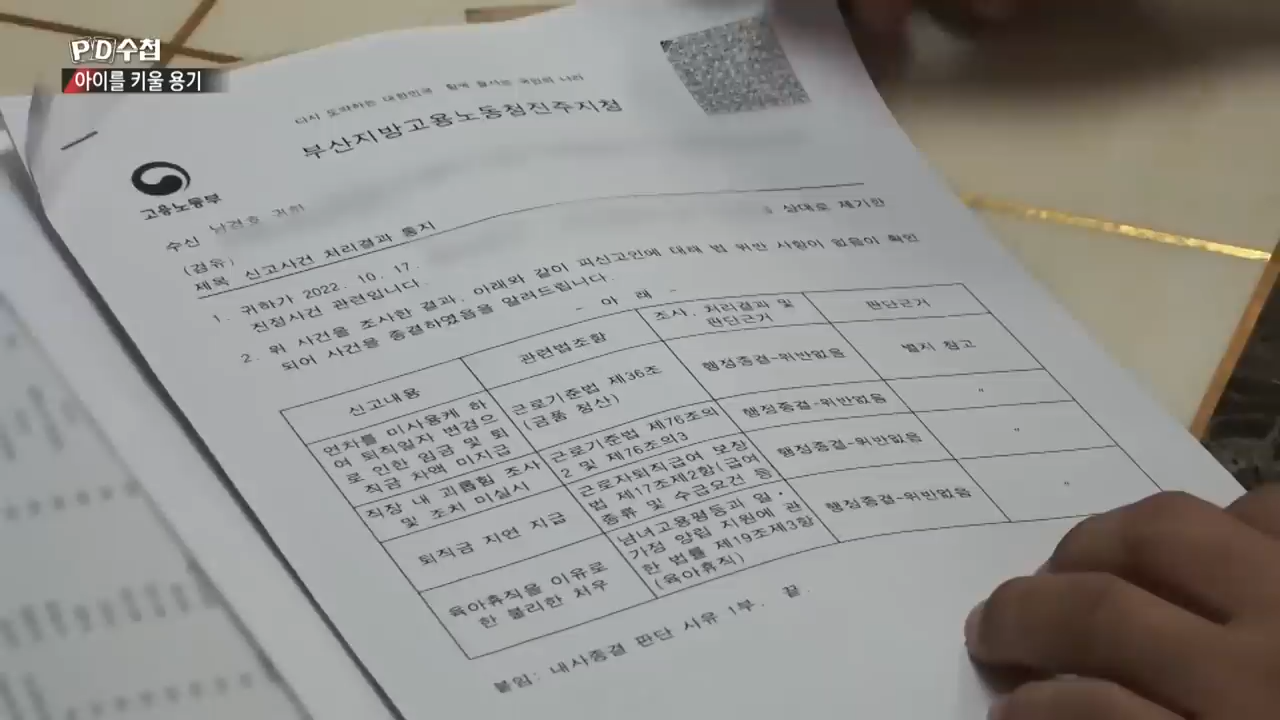 PD수첩
아이를 키울 용기
다시 도약하는 대한민국 함께 잘사는 국민의 나라
부산지방고용노동청진주지청
고용노동부
수신 귀하
(경유)
제목 신고사건 처리결과 통지
1. 귀하가 2022. 10. 17. 상대로 제기한
진정사건 관련입니다.
2. 위 사건을 조사한 결과, 아래와 같이 피신고인에 대해 법 위반 사항이 없음이 확인
되어 사건을 종결하였음을 알려드립니다.
- 아 래 -
신고내용 관련법조항 조사, 처리결과 및 판단근거 판단근거
연차를 미사용케 하
여 퇴직일자 변경으
로 인한 임금 및 퇴
직금 차액 미지급
근로기준법 제36조
(금품 청산)
행정종결-위반없음
별지 참고
직장 내 괴롭힘 조사
및 조치 미실시
근로기준법 제76조의
2 및 제76조의3
행정종결-위반없음
"
퇴직금 지연 지급
근로자퇴직급여 보장
법 제17조제2항(급여
종류 및 수급요건 등
행정종결-위반없음
"
육아휴직을 이유로
한 불리한 처우
남녀고용평등과 일·
가정 양립 지원에 관
한 법률 제19조제3항
(육아휴직)
행정종결-위반없음
"
붙임: 내사종결 판단 사유 1부. 끝.